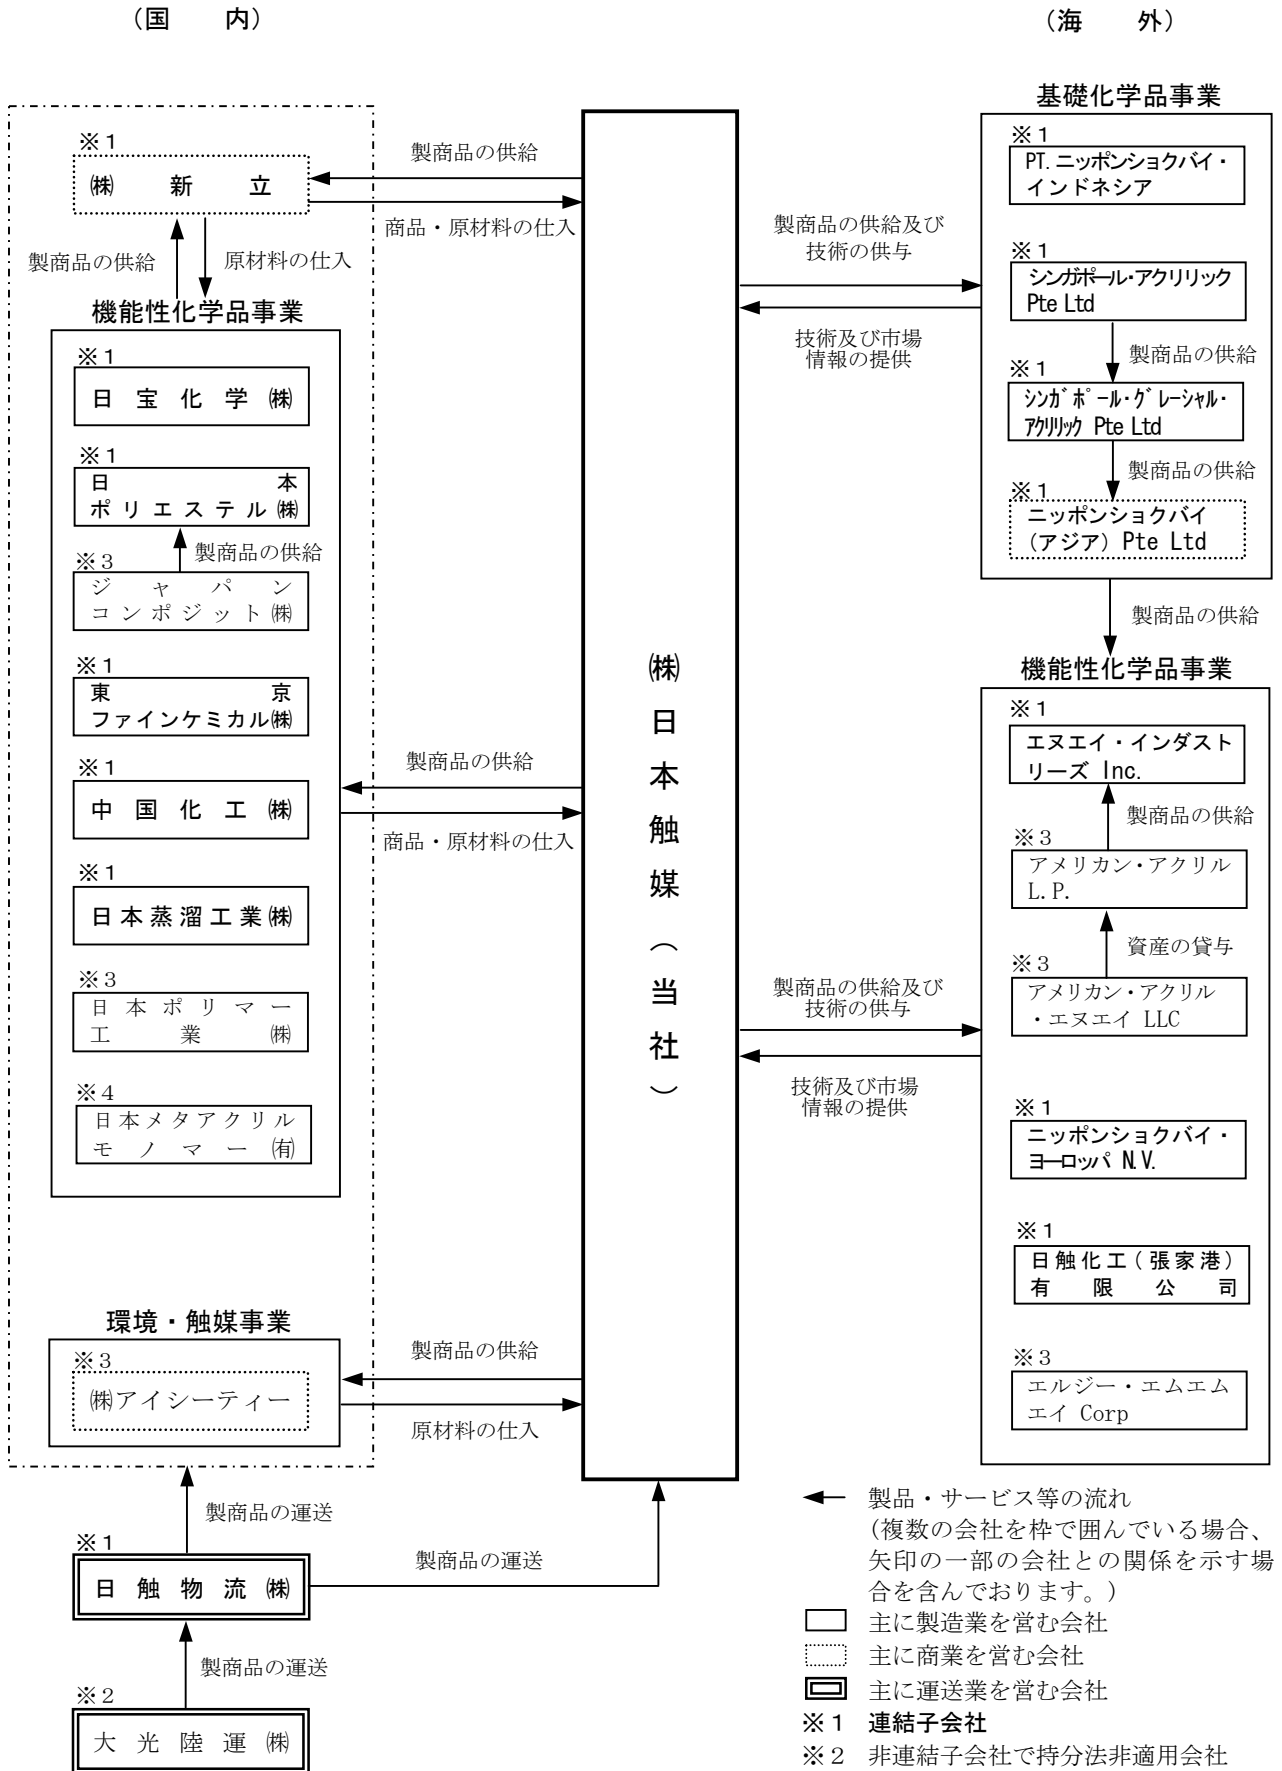 （国　　内）
※１
㈱　新　立
製商品の供給
商品・原材料の仕入
製商品の供給
原材料の仕入
機能性化学品事業
※１
日宝化学㈱
※１
日本
ポリエステル㈱
製商品の供給
※３
ジャパン
コンポジット㈱
※１
東京
ファインケミカル㈱
※１
中国化工㈱
製商品の供給
商品・原材料の仕入
※１
日本蒸溜工業㈱
※３
日本ポリマー
工業㈱
※４
日本メタアクリル
モノマー㈲
環境・触媒事業
※３
㈱アイシーティー
製商品の供給
原材料の仕入
製商品の運送
※１
日触物流㈱
製商品の運送
製商品の運送
※２
大光陸運㈱
㈱日本触媒（当社）
（海　　外）
基礎化学品事業
※１
PT.ニッポンショクバイ・
インドネシア
製商品の供給及び
技術の供与
技術及び市場
情報の提供
※１
シンガポール・アクリリック
Pte Ltd
製商品の供給
※１
シンガポール・グレーシャル・
アクリリック Pte Ltd
製商品の供給
※１
ニッポンショクバイ
（アジア）Pte Ltd
製商品の供給
機能性化学品事業
※１
エヌエイ・インダスト
リーズ Inc.
製商品の供給
※３
アメリカン・アクリル
L.P.
資産の貸与
※３
アメリカン・アクリル
・エヌエイ LLC
製商品の供給及び
技術の供与
技術及び市場
情報の提供
※１
ニッポンショクバイ・
ヨーロッパ N.V.
※１
日触化工(張家港)
有限公司
※３
エルジー・エムエム
エイ Corp
製品・サービス等の流れ
（複数の会社を枠で囲んでいる場合、
矢印の一部の会社との関係を示す場
合を含んでおります。）
主に製造業を営む会社
主に商業を営む会社
主に運送業を営む会社
※１　連結子会社
※２　非連結子会社で持分法非適用会社